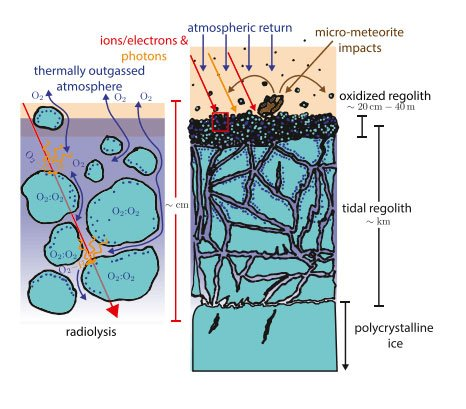 ions/electrons &
photons
atmospheric return
micro-meteorite
impacts
thermally outgassed
atmosphere
O₂
O₂
O₂
oxidized regolith
~ 20 cm – 40 m
O₂
O₂
O₂:O₂
O₂:O₂
~ cm
tidal regolith
~ km
O₂:O₂
O₂
O₂:O₂
radiolysis
polycrystalline
ice